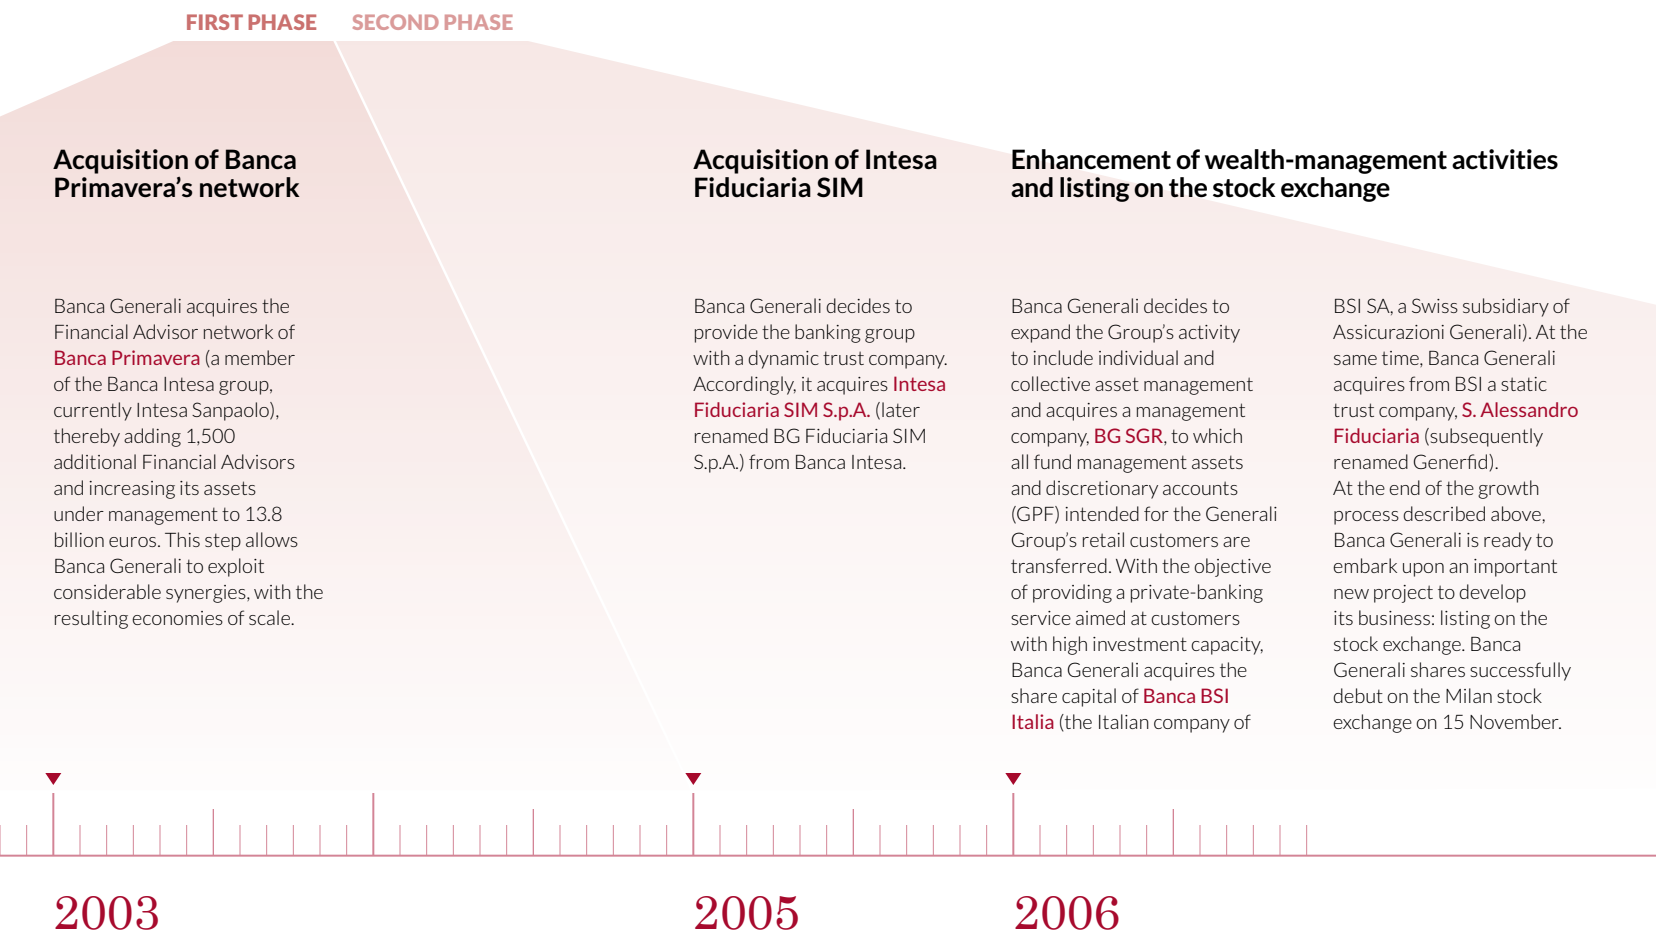 FIRST PHASE
SECOND PHASE
Acquisition of Banca
Primavera’s network
Banca Generali acquires the
Financial Advisor network of
Banca Primavera (a member
of the Banca Intesa group,
currently Intesa Sanpaolo),
thereby adding 1,500
additional Financial Advisors
and increasing its assets
under management to 13.8
billion euros. This step allows
Banca Generali to exploit
considerable synergies, with the
resulting economies of scale.
Acquisition of Intesa
Fiduciaria SIM
Banca Generali decides to
provide the banking group
with a dynamic trust company.
Accordingly, it acquires Intesa
Fiduciaria SIM S.p.A. (later
renamed BG Fiduciaria SIM
S.p.A.) from Banca Intesa.
Enhancement of wealth-management activities
and listing on the stock exchange
Banca Generali decides to
expand the Group’s activity
to include individual and
collective asset management
and acquires a management
company, BG SGR, to which
all fund management assets
and discretionary accounts
(GPF) intended for the Generali
Group’s retail customers are
transferred. With the objective
of providing a private-banking
service aimed at customers
with high investment capacity,
Banca Generali acquires the
share capital of Banca BSI
Italia (the Italian company of
BSI SA, a Swiss subsidiary of
Assicurazioni Generali). At the
same time, Banca Generali
acquires from BSI a static
trust company, S. Alessandro
Fiduciaria (subsequently
renamed Generfid).
At the end of the growth
process described above,
Banca Generali is ready to
embark upon an important
new project to develop
its business: listing on the
stock exchange. Banca
Generali shares successfully
debut on the Milan stock
exchange on 15 November.
2003
2005
2006